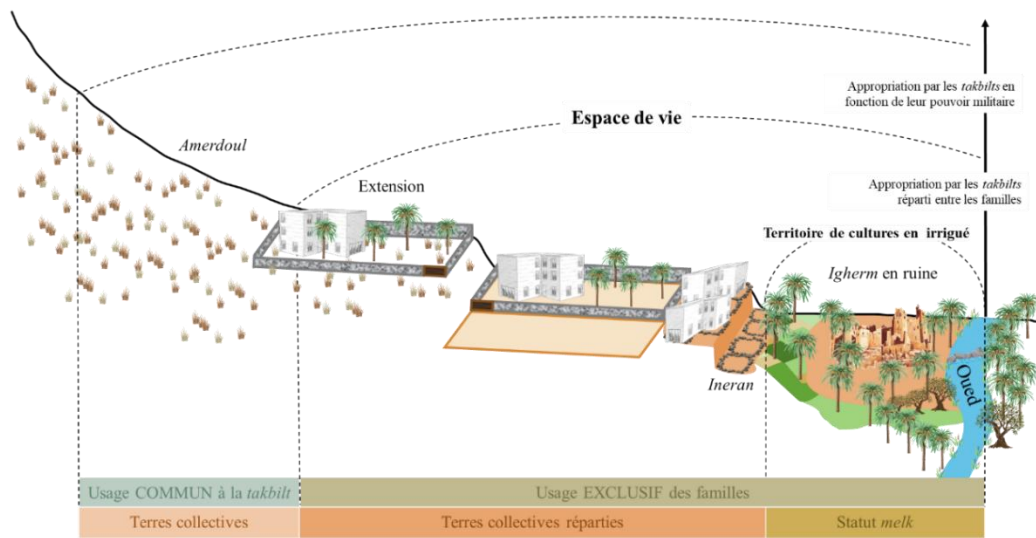 Appropriation par les takbilts en
fonction de leur pouvoir militaire
Espace de vie
Amerdoul
Extension
Appropriation par les takbilts
réparti entre les familles
Territoire de cultures en irrigué
Igherm en ruine
Oued
Ineran
Usage COMMUN à la takbilt
Usage EXCLUSIF des familles
Terres collectives
Terres collectives réparties
Statut melk